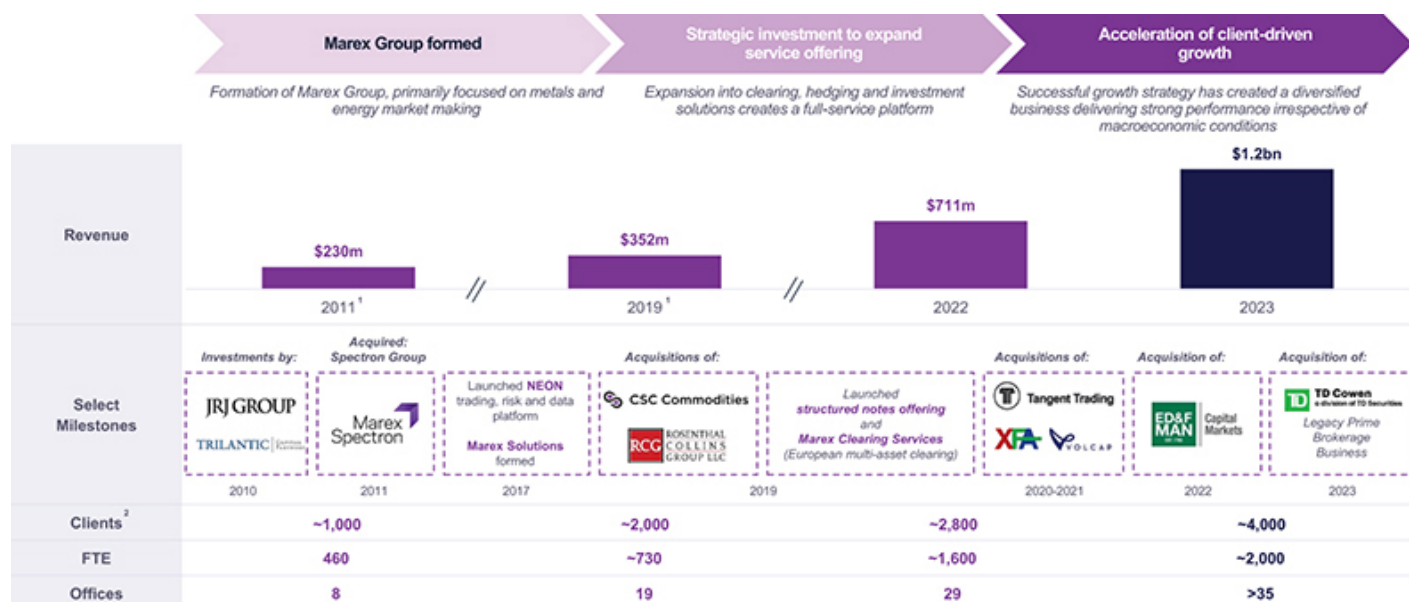 Marex Group formed
Strategic investment to expand
service offering
Acceleration of client-driven
growth
Formation of Marex Group, primarily focused on metals and
energy market making
Expansion into clearing, hedging and investment
solutions creates a full-service platform
Successful growth strategy has created a diversified
business delivering strong performance irrespective of
macroeconomic conditions
Revenue
$230m
$352m
$711m
$1.2bn
2011 1
2019 1
2022
2023
Select
Milestones
Investments by:
JRJ GROUP
TRILANTIC
2010
Acquired:
Spectron Group
Marex
Spectron
2011
Launched NEON
trading, risk and data
platform
Marex Solutions
formed
2017
Acquisitions of:
CSC Commodities
RCG
ROSENTHAL
COLLINS
GROUP LLC
Launched
structured notes offering
and
Marex Clearing Services
(European multi-asset clearing)
2019
Acquisitions of:
Tangent Trading
XFA
VOLCAP
2020-2021
Acquisition of:
ED&F
MAN
Capital
Markets
2022
Acquisition of:
TD
TD Cowen
a division of TD Securities
Legacy Prime
Brokerage
Business
2023
Clients 2
~1,000
~2,000
~2,800
~4,000
FTE
460
~730
~1,600
~2,000
Offices
8
19
29
>35